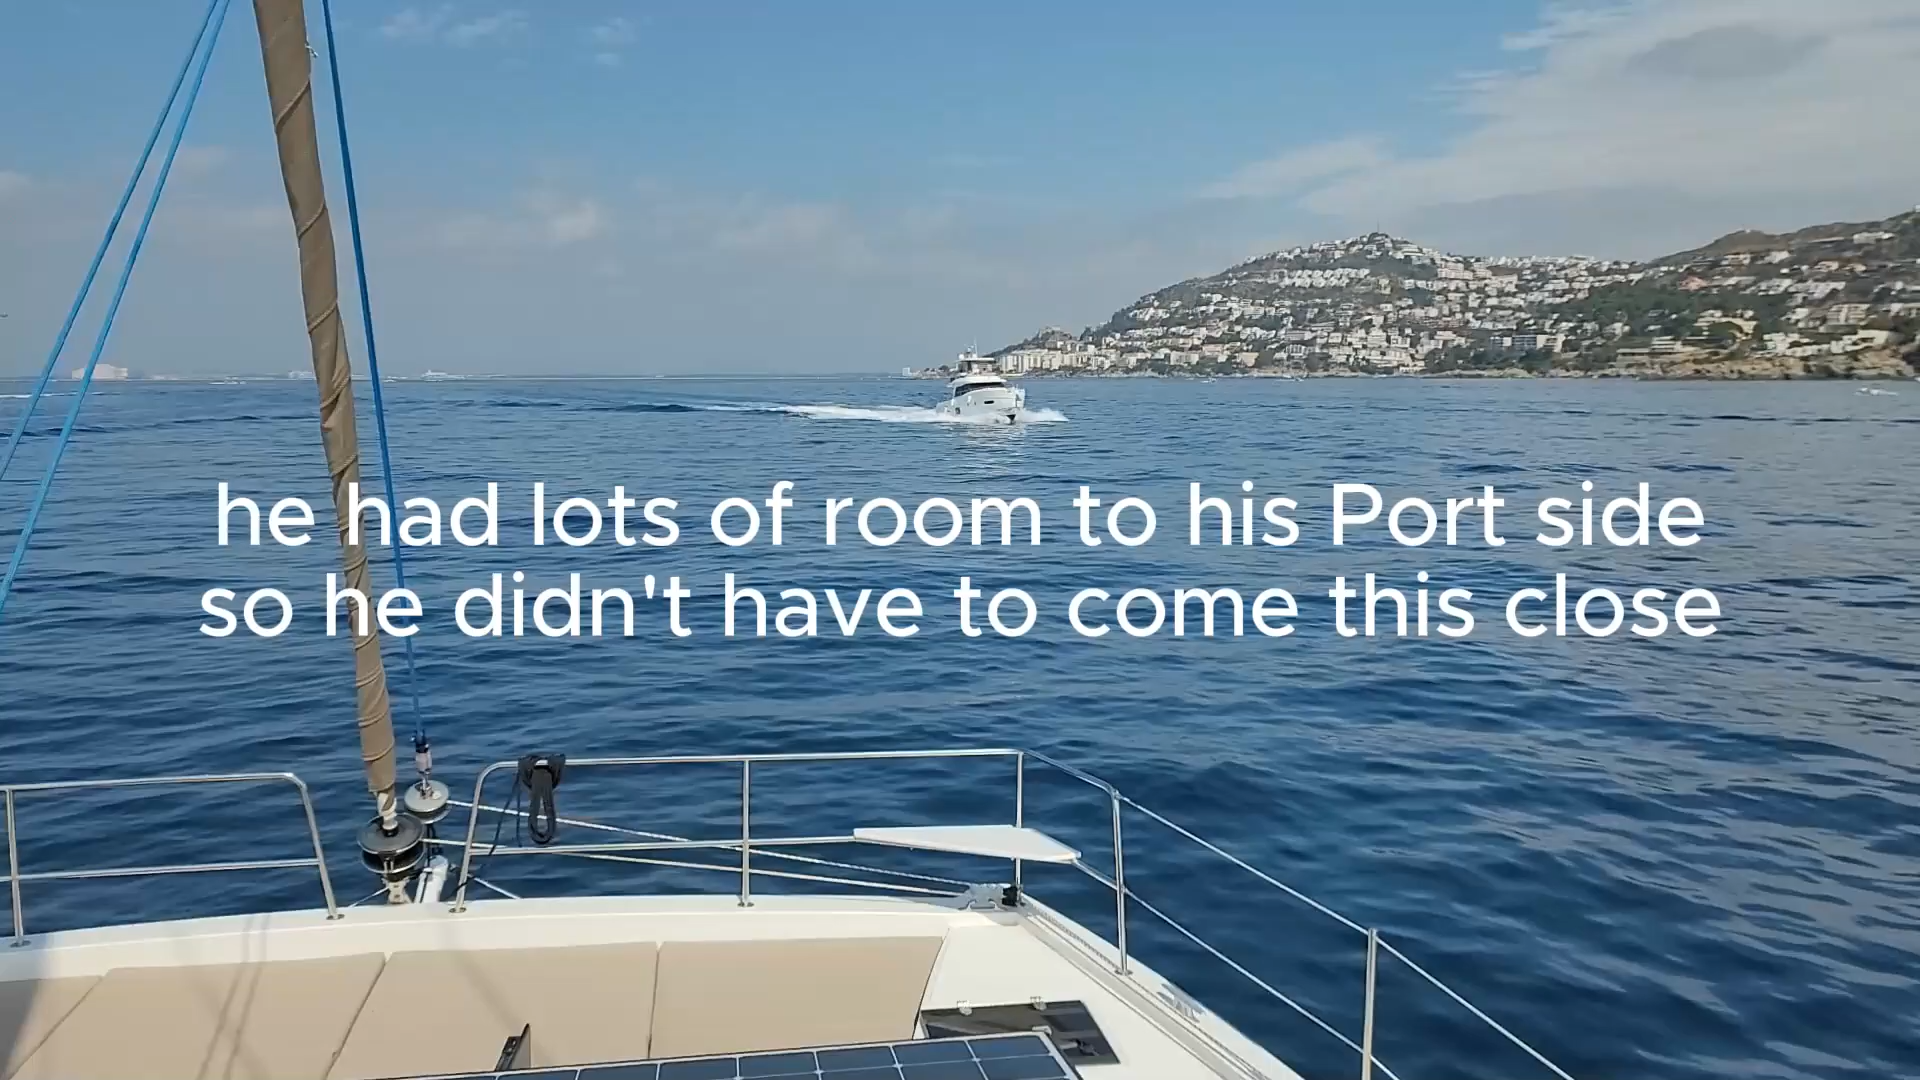 he had lots of room to his Port side
so he didn't have to come this close